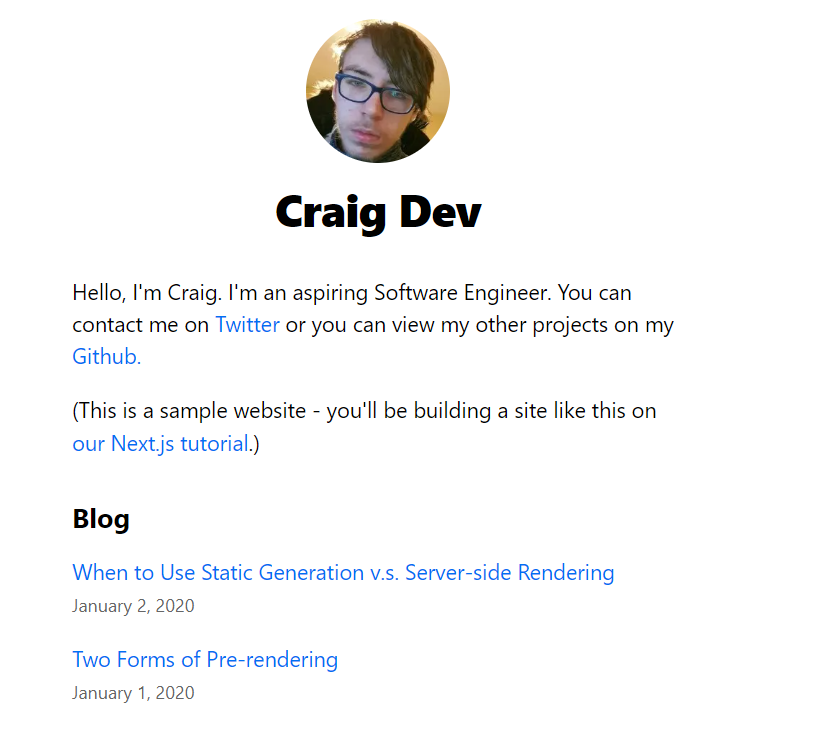 Craig Dev
Hello, I'm Craig. I'm an aspiring Software Engineer. You can
contact me on Twitter or you can view my other projects on my
Github.
(This is a sample website - you'll be building a site like this on
our Next.js tutorial.)
Blog
When to Use Static Generation v.s. Server-side Rendering
January 2, 2020
Two Forms of Pre-rendering
January 1, 2020